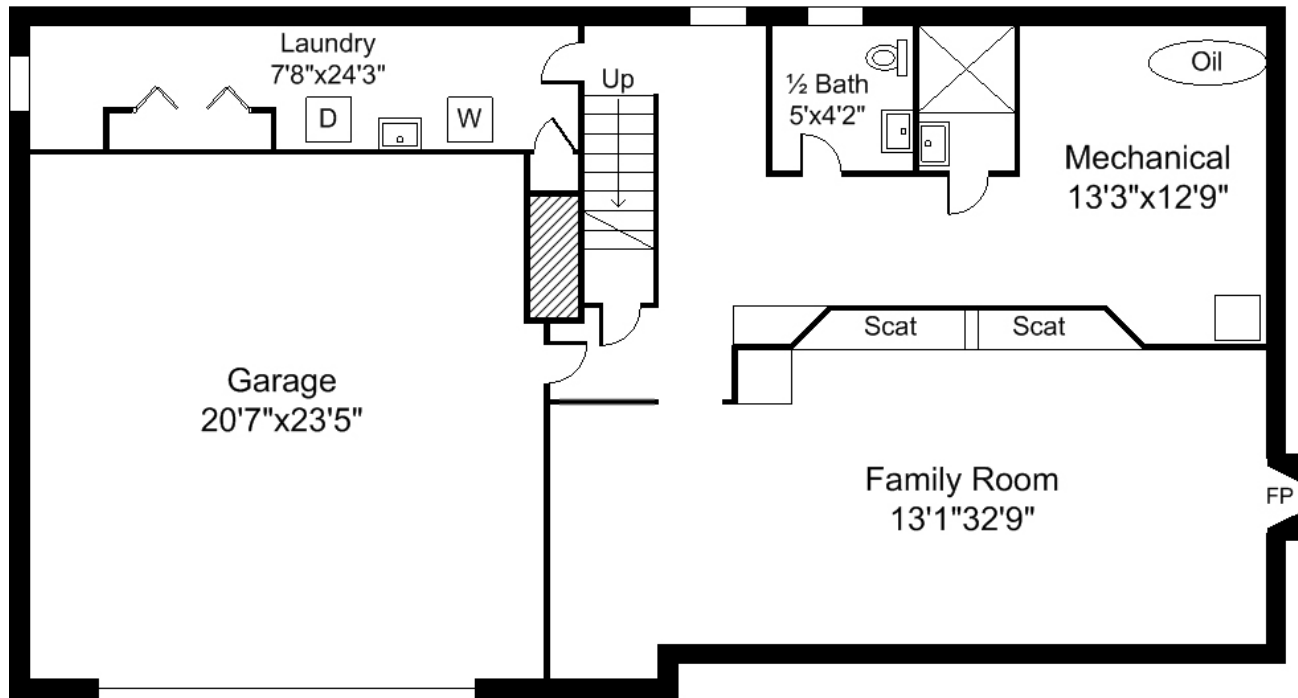 Laundry
7'8"x24'3"
D
W
Up
½ Bath
5'x4'2"
Oil
Mechanical
13'3"x12'9"
Scat
Scat
Garage
20'7"x23'5"
Family Room
13'1"32'9"
FP